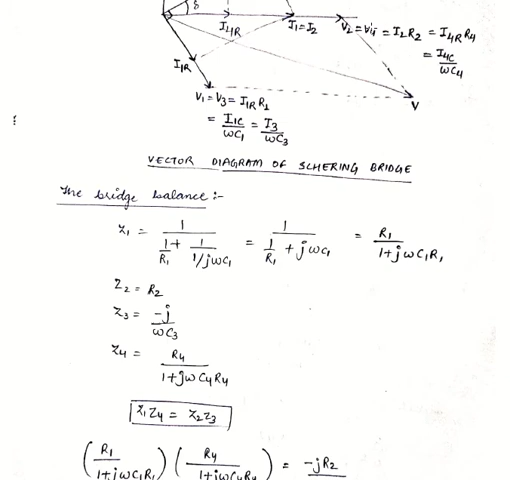 δ
I4R
I1=I2
V2=V4 = I2R2 = I4R R4
= I4C/ωC4
I1R
V1=V3= I1R R1
= I1C/ωC1 = I3/ωC3
V
VECTOR DIAGRAM OF SCHERING BRIDGE
The bridge balance:-
Z1 = 1/(1/R1 + 1/(1/jωC1)) = 1/(1/R1 + jωC1) = R1/(1+jωC1R1)
Z2 = R2
Z3 = -j/ωC3
Z4 = R4/(1+jωC4R4)
Z1Z4 = Z2Z3
(R1/(1+jωC1R1)) (R4/(1+jωC4R4)) = -jR2